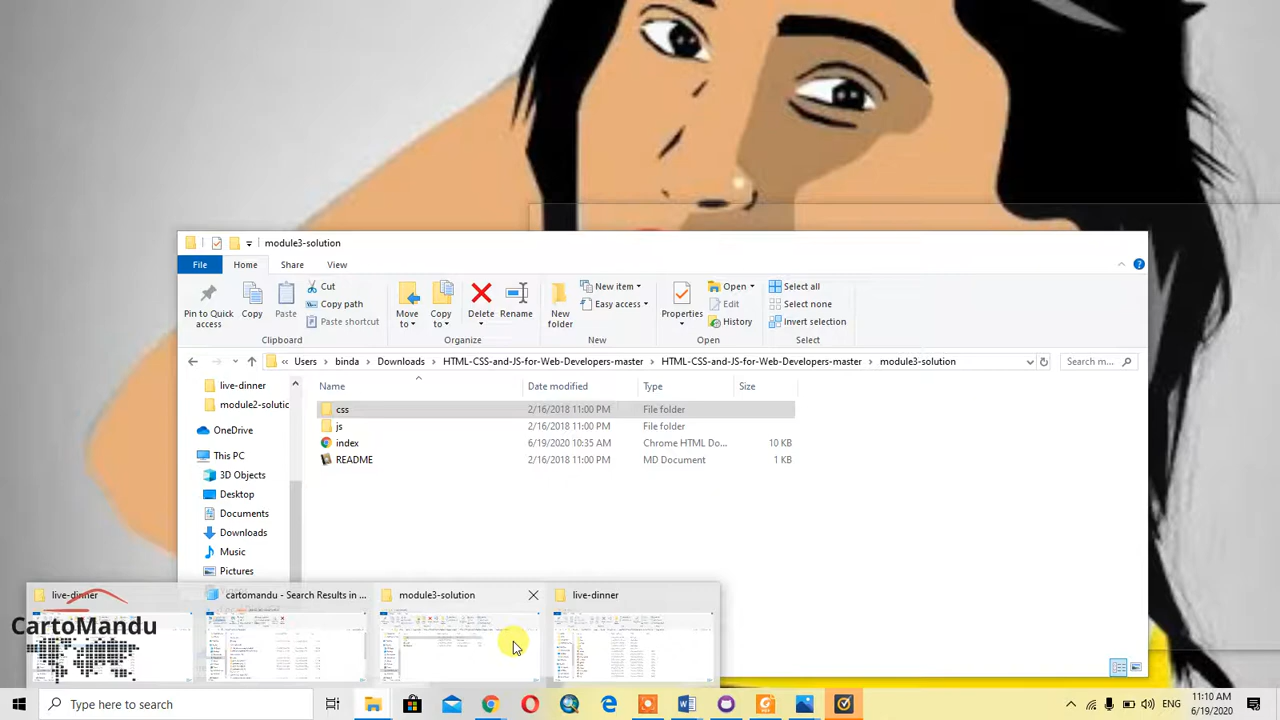 module3-solution
File Home Share View
Pin to Quick access
Copy
Paste
Cut
Copy path
Paste shortcut
Clipboard
Move to
Copy to
Delete
Rename
Organize
New folder
New item
Easy access
New
Properties
Open
Edit
History
Open
Select all
Select none
Invert selection
Select
« Users > binda > Downloads > HTML-CSS-and-JS-for-Web-Developers-master > HTML-CSS-and-JS-for-Web-Developers-master > module3-solution
Search m...
live-dinner
module2-solutic
OneDrive
This PC
3D Objects
Desktop
Documents
Downloads
Music
Pictures
Name Date modified Type Size
css 2/16/2018 11:00 PM File folder
js 2/16/2018 11:00 PM File folder
index 6/19/2020 10:35 AM Chrome HTML Do... 10 KB
README 2/16/2018 11:00 PM MD Document 1 KB
live-dinner
cartomandu - Search Results in ...
module3-solution
live-dinner
CartoMandu
Type here to search
ENG
11:10 AM
6/19/2020